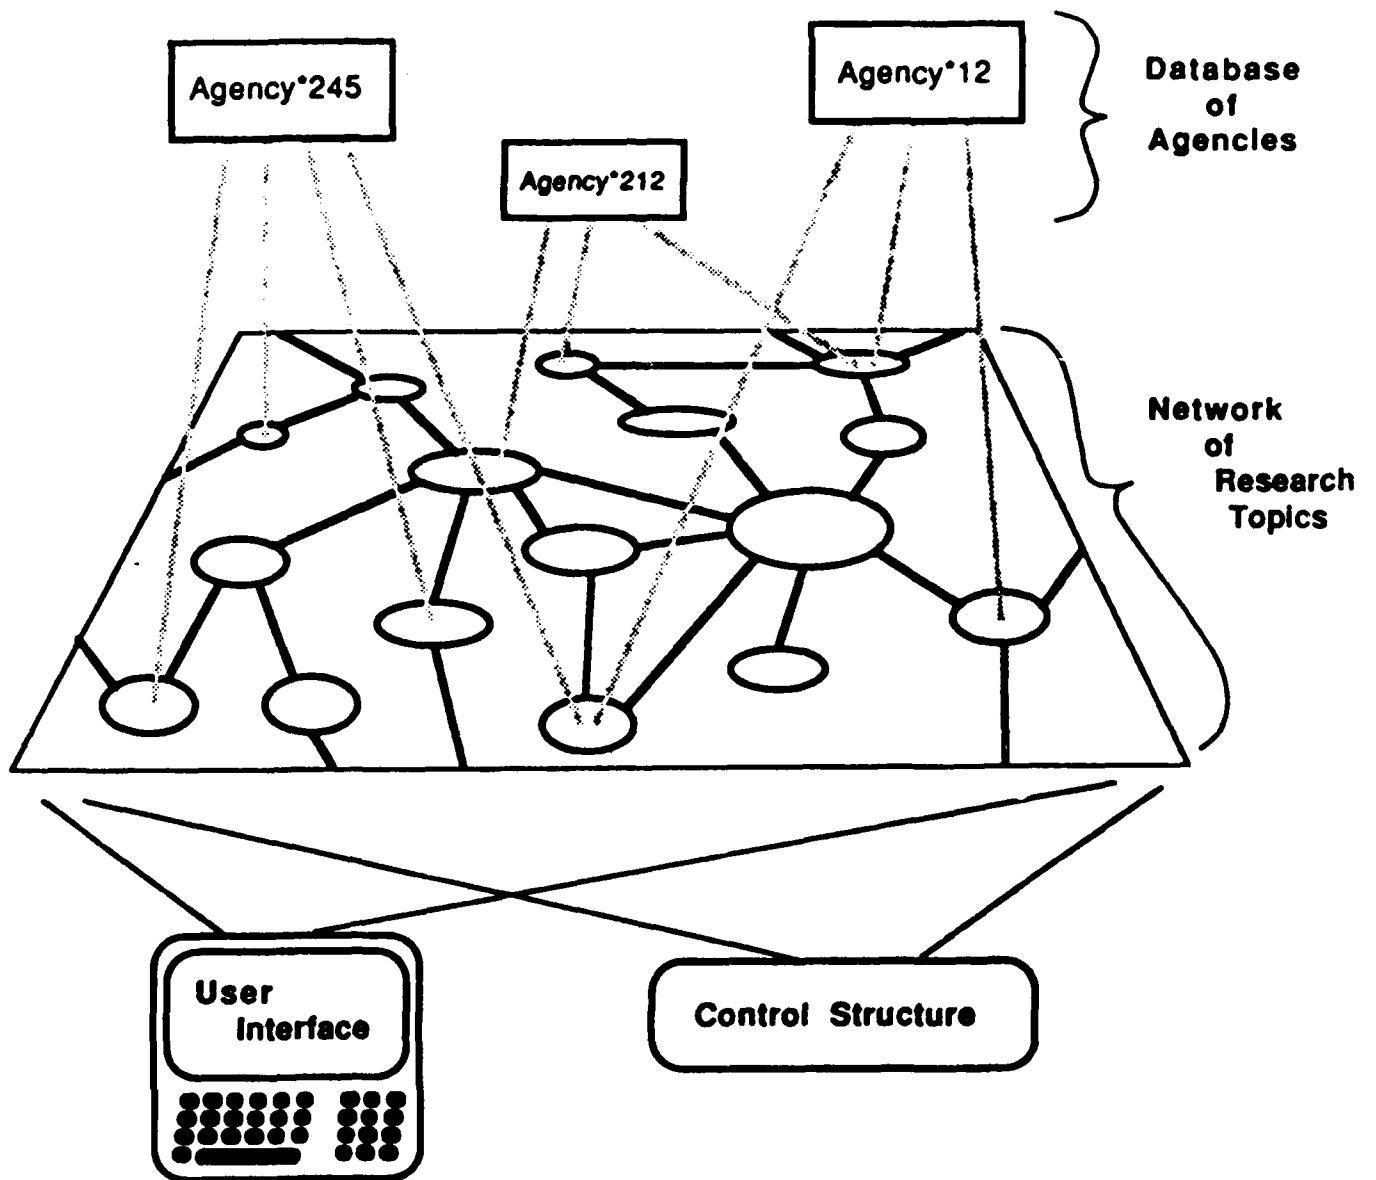 Agency*245
Agency*12
Database
of
Agencies
Agency*212
Network
of
Research
Topics
User
Interface
Control Structure